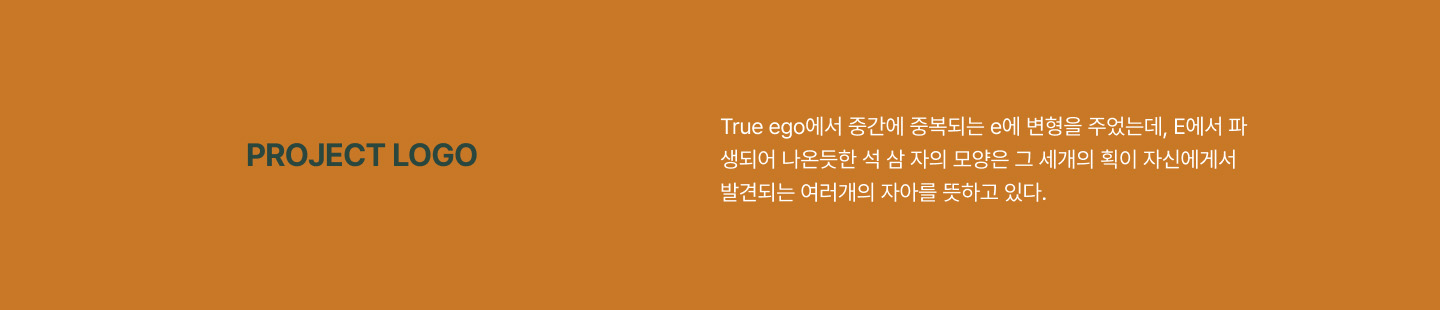 PROJECT LOGO
True ego에서 중간에 중복되는 e에 변형을 주었는데, E에서 파
생되어 나온듯한 석 삼 자의 모양은 그 세개의 획이 자신에게서
발견되는 여러개의 자아를 뜻하고 있다.